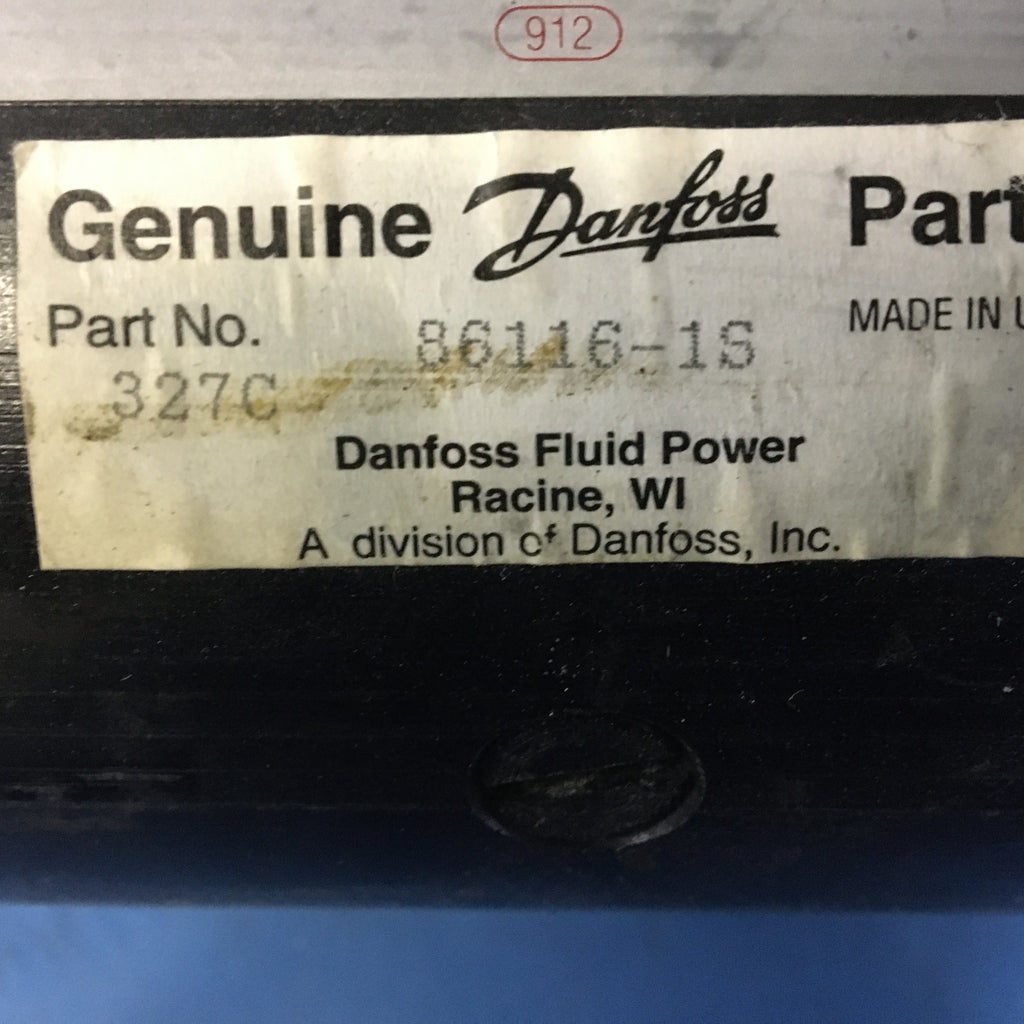 912
Genuine Danfoss Part
Part No. 86116-1S MADE IN U
327C
Danfoss Fluid Power
Racine, WI
A division of Danfoss, Inc.